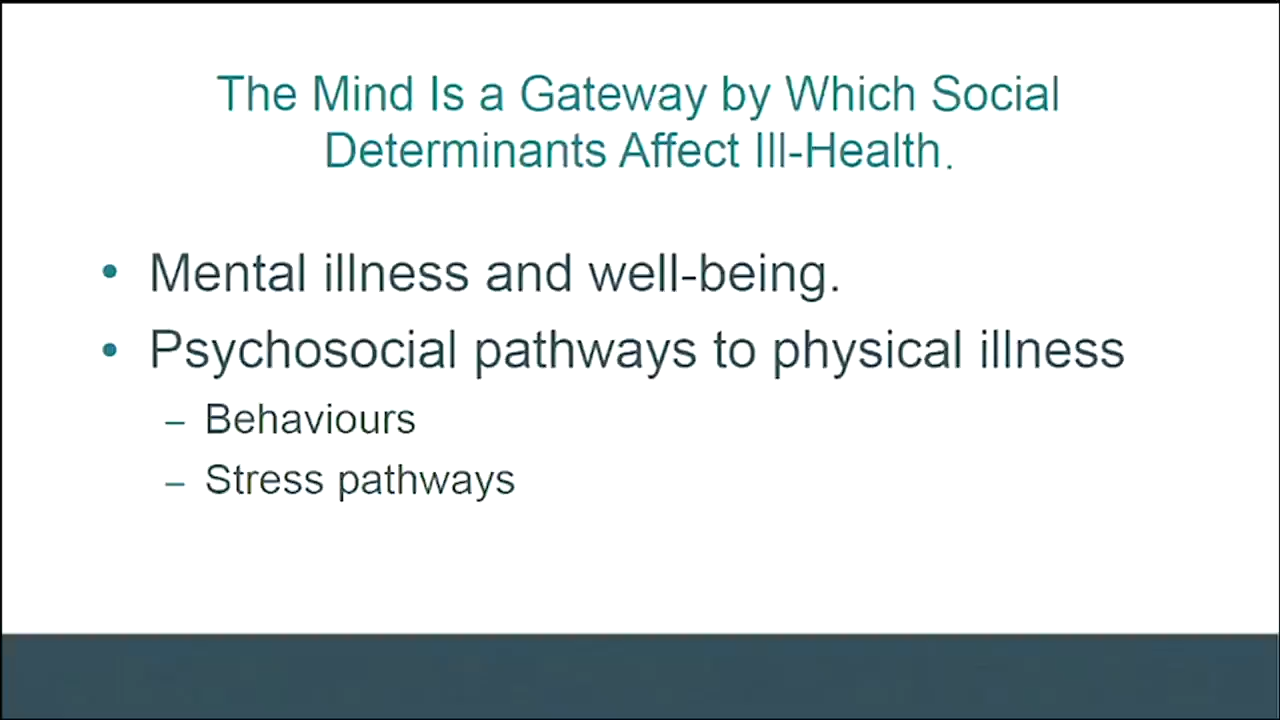 The Mind Is a Gateway by Which Social
Determinants Affect Ill-Health.
• Mental illness and well-being.
• Psychosocial pathways to physical illness
– Behaviours
– Stress pathways